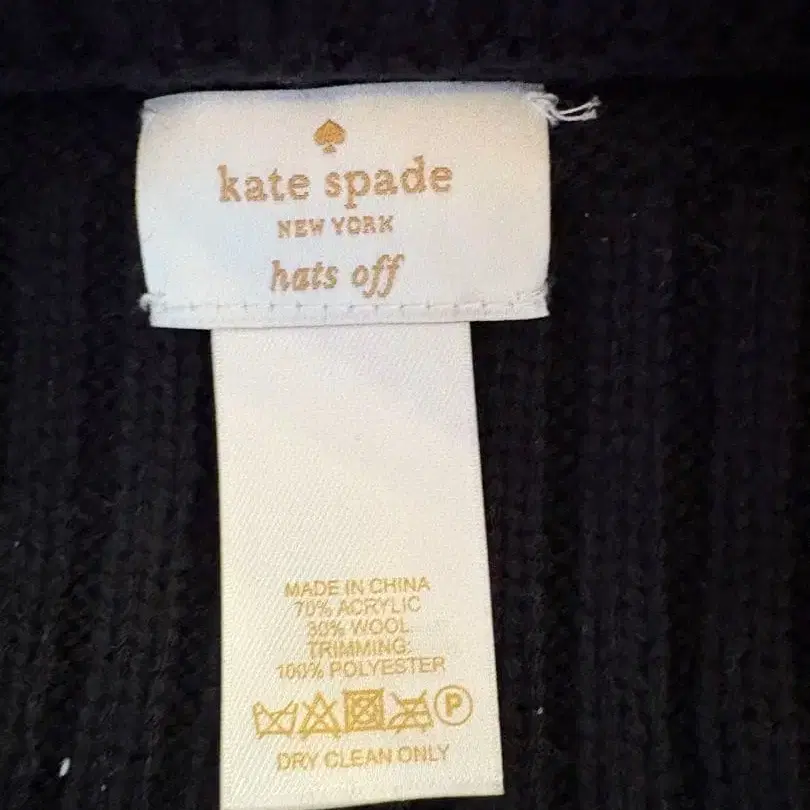 kate spade
NEW YORK
hats off
MADE IN CHINA
70% ACRYLIC
30% WOOL
TRIMMING:
100% POLYESTER
P
DRY CLEAN ONLY